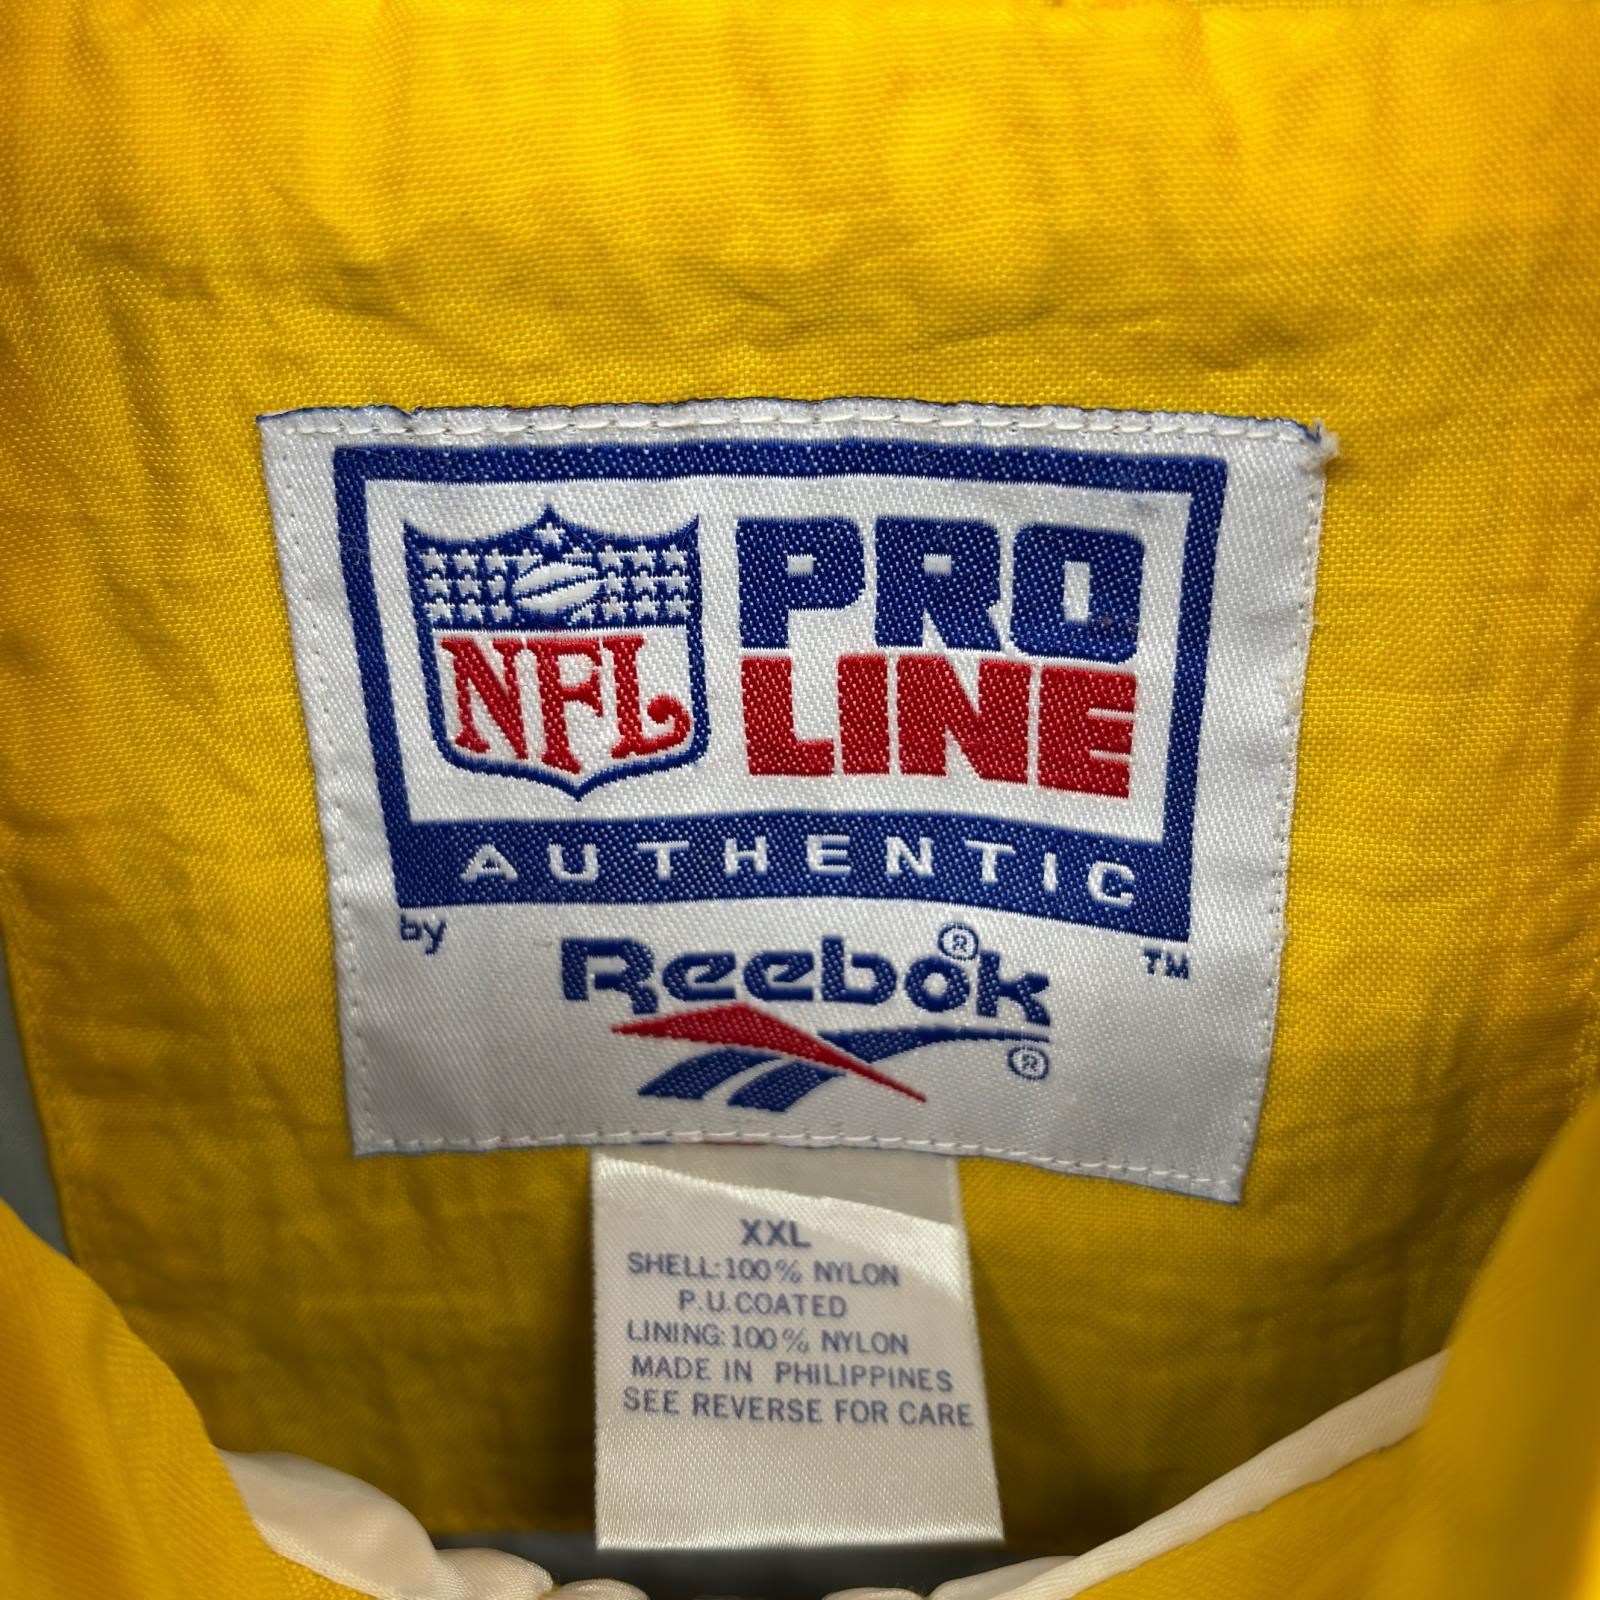 NFL
PRO
LINE
AUTHENTIC
by
TM
Reebok®
®
XXL
SHELL:100% NYLON
P.U.COATED
LINING:100% NYLON
MADE IN PHILIPPINES
SEE REVERSE FOR CARE